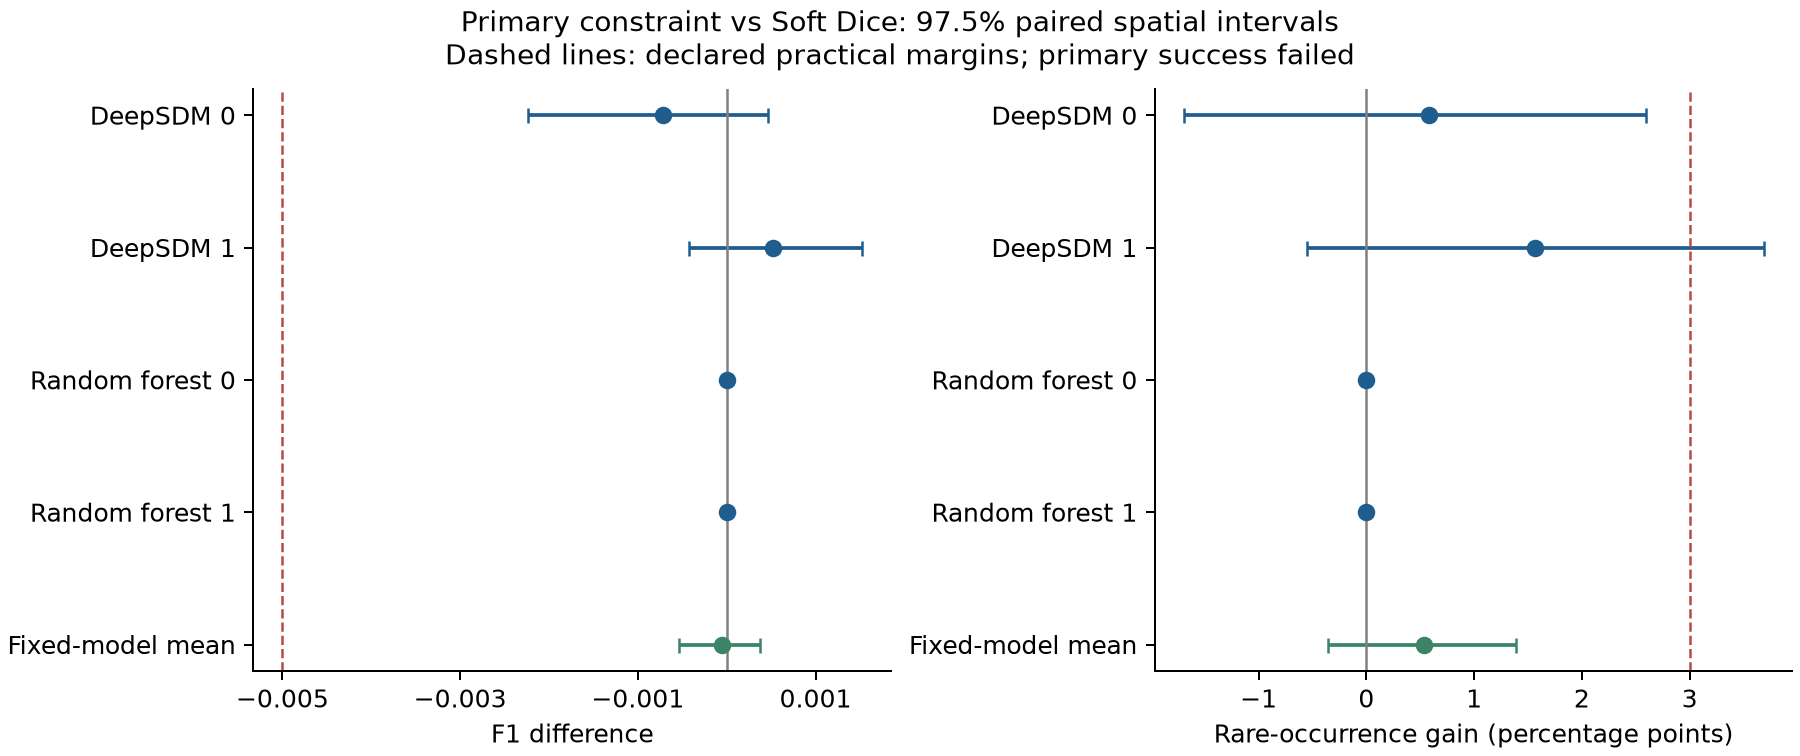 Primary constraint vs Soft Dice: 97.5% paired spatial intervals
Dashed lines: declared practical margins; primary success failed
DeepSDM 0
DeepSDM 1
Random forest 0
Random forest 1
Fixed-model mean
−0.005
−0.003
−0.001
0.001
F1 difference
DeepSDM 0
DeepSDM 1
Random forest 0
Random forest 1
Fixed-model mean
−1
0
1
2
3
Rare-occurrence gain (percentage points)